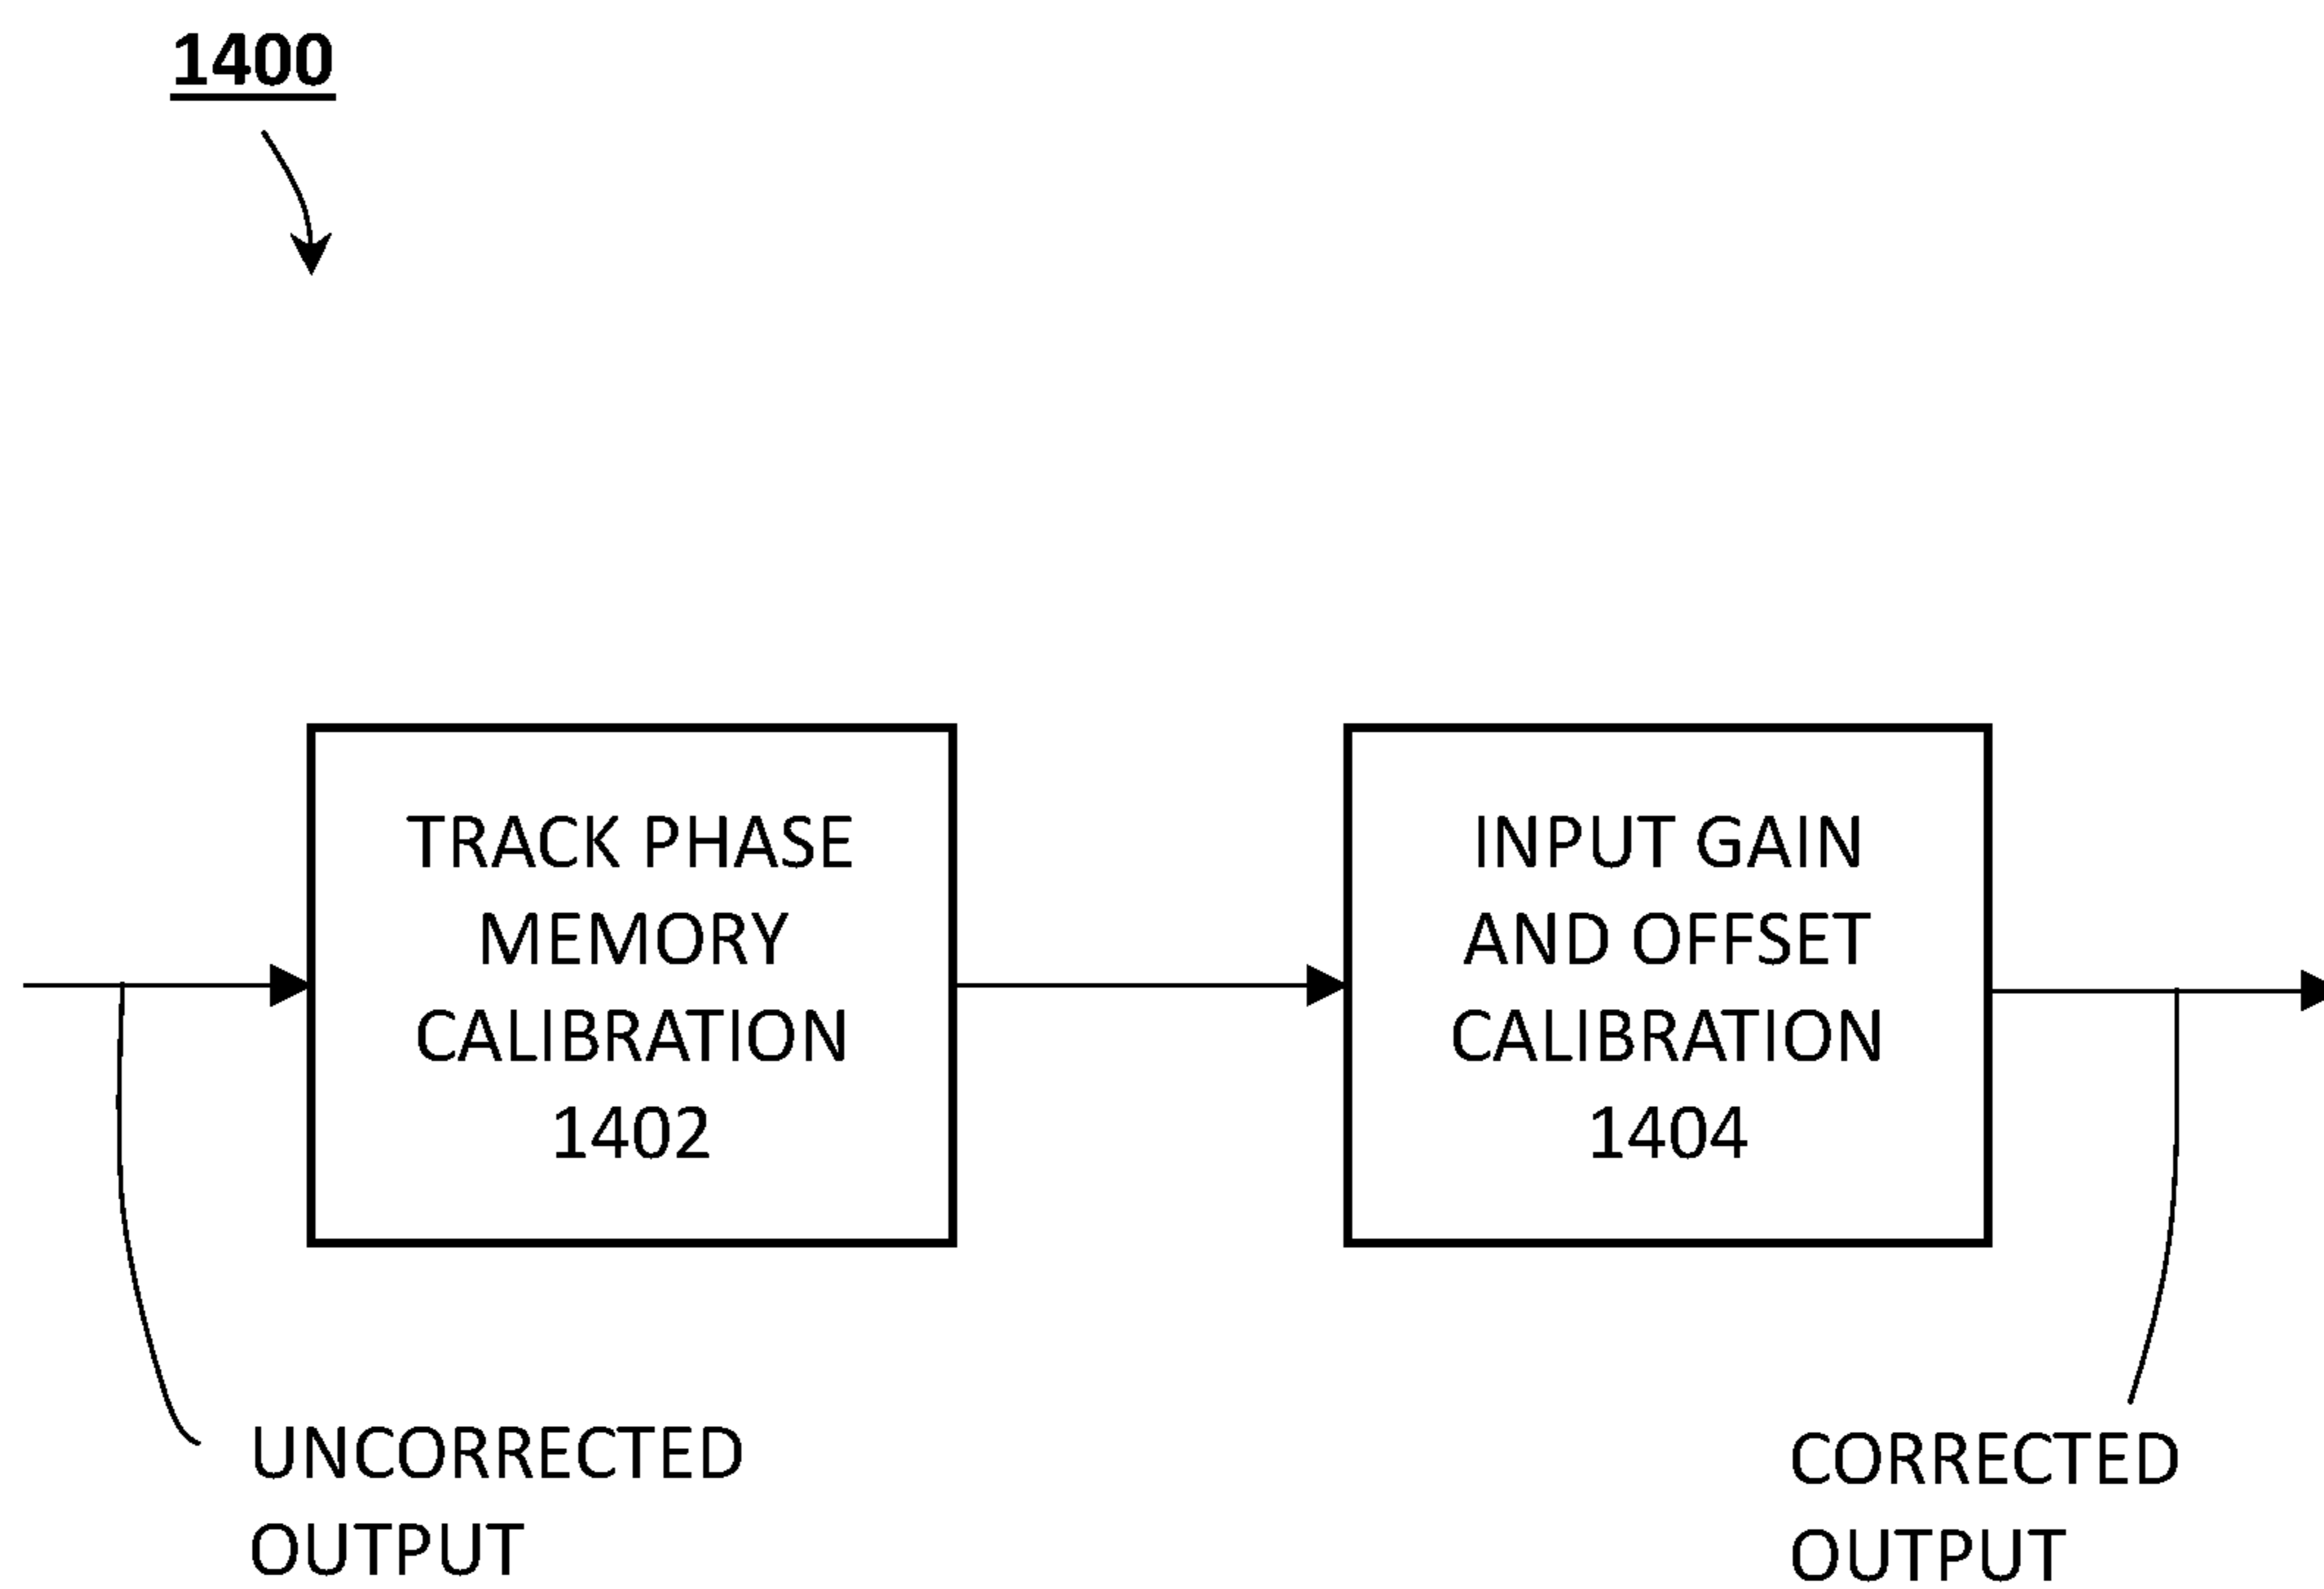 1400
TRACK PHASE
MEMORY
CALIBRATION
1402
INPUT GAIN
AND OFFSET
CALIBRATION
1404
UNCORRECTED
OUTPUT
CORRECTED
OUTPUT